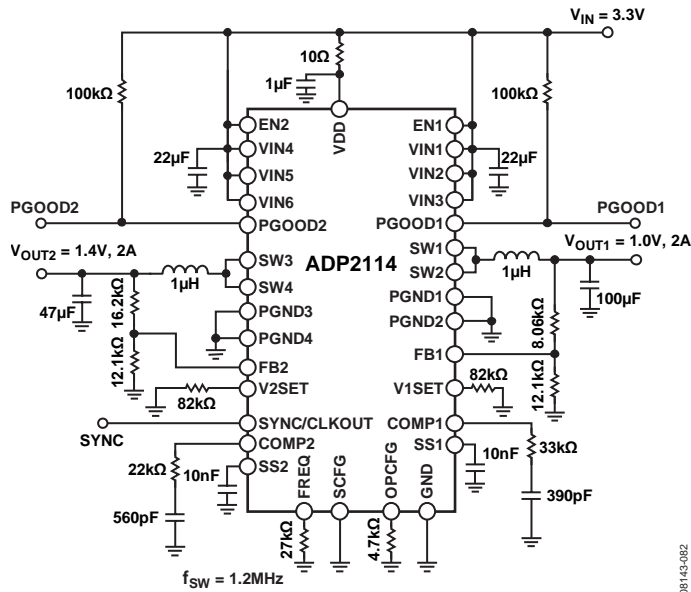 VIN = 3.3V
10Ω
1µF
100kΩ
100kΩ
VDD
EN2
EN1
VIN4
VIN1
22µF
22µF
VIN5
VIN2
VIN6
VIN3
PGOOD2
PGOOD2
PGOOD1
PGOOD1
VOUT2 = 1.4V, 2A
SW3
ADP2114
SW1
VOUT1 = 1.0V, 2A
1µH
SW4
SW2
1µH
47µF
16.2kΩ
PGND3
PGND1
100µF
PGND4
PGND2
8.06kΩ
12.1kΩ
FB2
FB1
V2SET
V1SET
82kΩ
82kΩ
12.1kΩ
SYNC/CLKOUT
COMP1
SYNC
COMP2
33kΩ
22kΩ
10nF
SS2
SS1
10nF
FREQ
SCFG
OPCFG
GND
390pF
560pF
27kΩ
4.7kΩ
fSW = 1.2MHz
08143-082